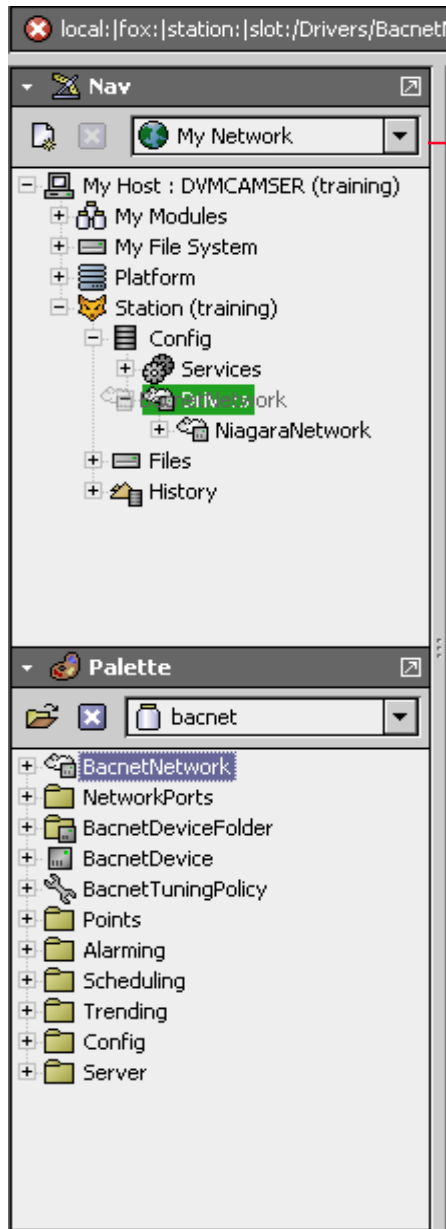 local:|fox:|station:|slot:/Drivers/Bacnet
Nav
My Network
My Host : DVMCAMSER (training)
My Modules
My File System
Platform
Station (training)
Config
Services
Drivers
NiagaraNetwork
Files
History
Palette
bacnet
BacnetNetwork
NetworkPorts
BacnetDeviceFolder
BacnetDevice
BacnetTuningPolicy
Points
Alarming
Scheduling
Trending
Config
Server